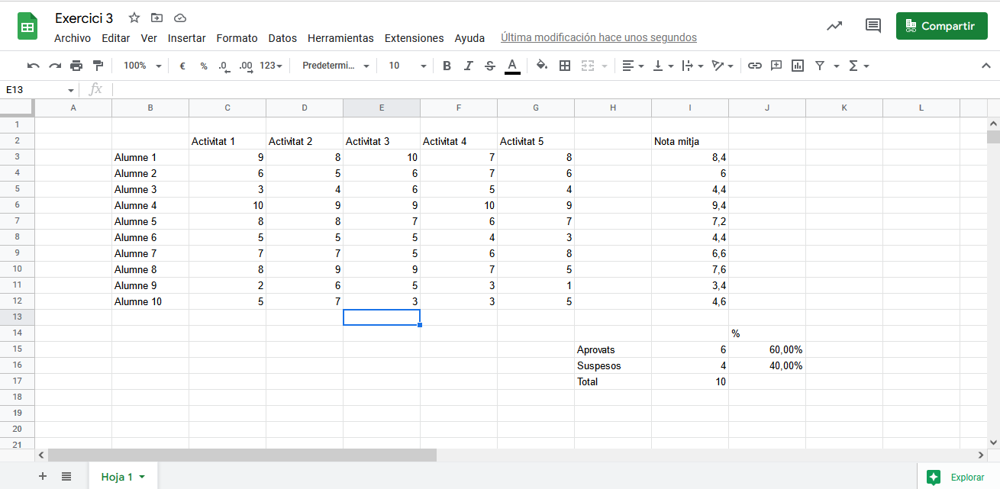 Exercici 3
Archivo Editar Ver Insertar Formato Datos Herramientas Extensiones Ayuda Última modificación hace unos segundos
Compartir
100% € % .0 .00 123 Predetermi... 10 B I S A
E13 fx
A B C D E F G H I J K L
1
2 Activitat 1 Activitat 2 Activitat 3 Activitat 4 Activitat 5 Nota mitja
3 Alumne 1 9 8 10 7 8 8,4
4 Alumne 2 6 5 6 7 6 6
5 Alumne 3 3 4 6 5 4 4,4
6 Alumne 4 10 9 9 10 9 9,4
7 Alumne 5 8 8 7 6 7 7,2
8 Alumne 6 5 5 5 4 3 4,4
9 Alumne 7 7 7 5 6 8 6,6
10 Alumne 8 8 9 9 7 5 7,6
11 Alumne 9 2 6 5 3 1 3,4
12 Alumne 10 5 7 3 3 5 4,6
13
14 %
15 Aprovats 6 60,00%
16 Suspesos 4 40,00%
17 Total 10
18
19
20
21
Hoja 1 Explorar